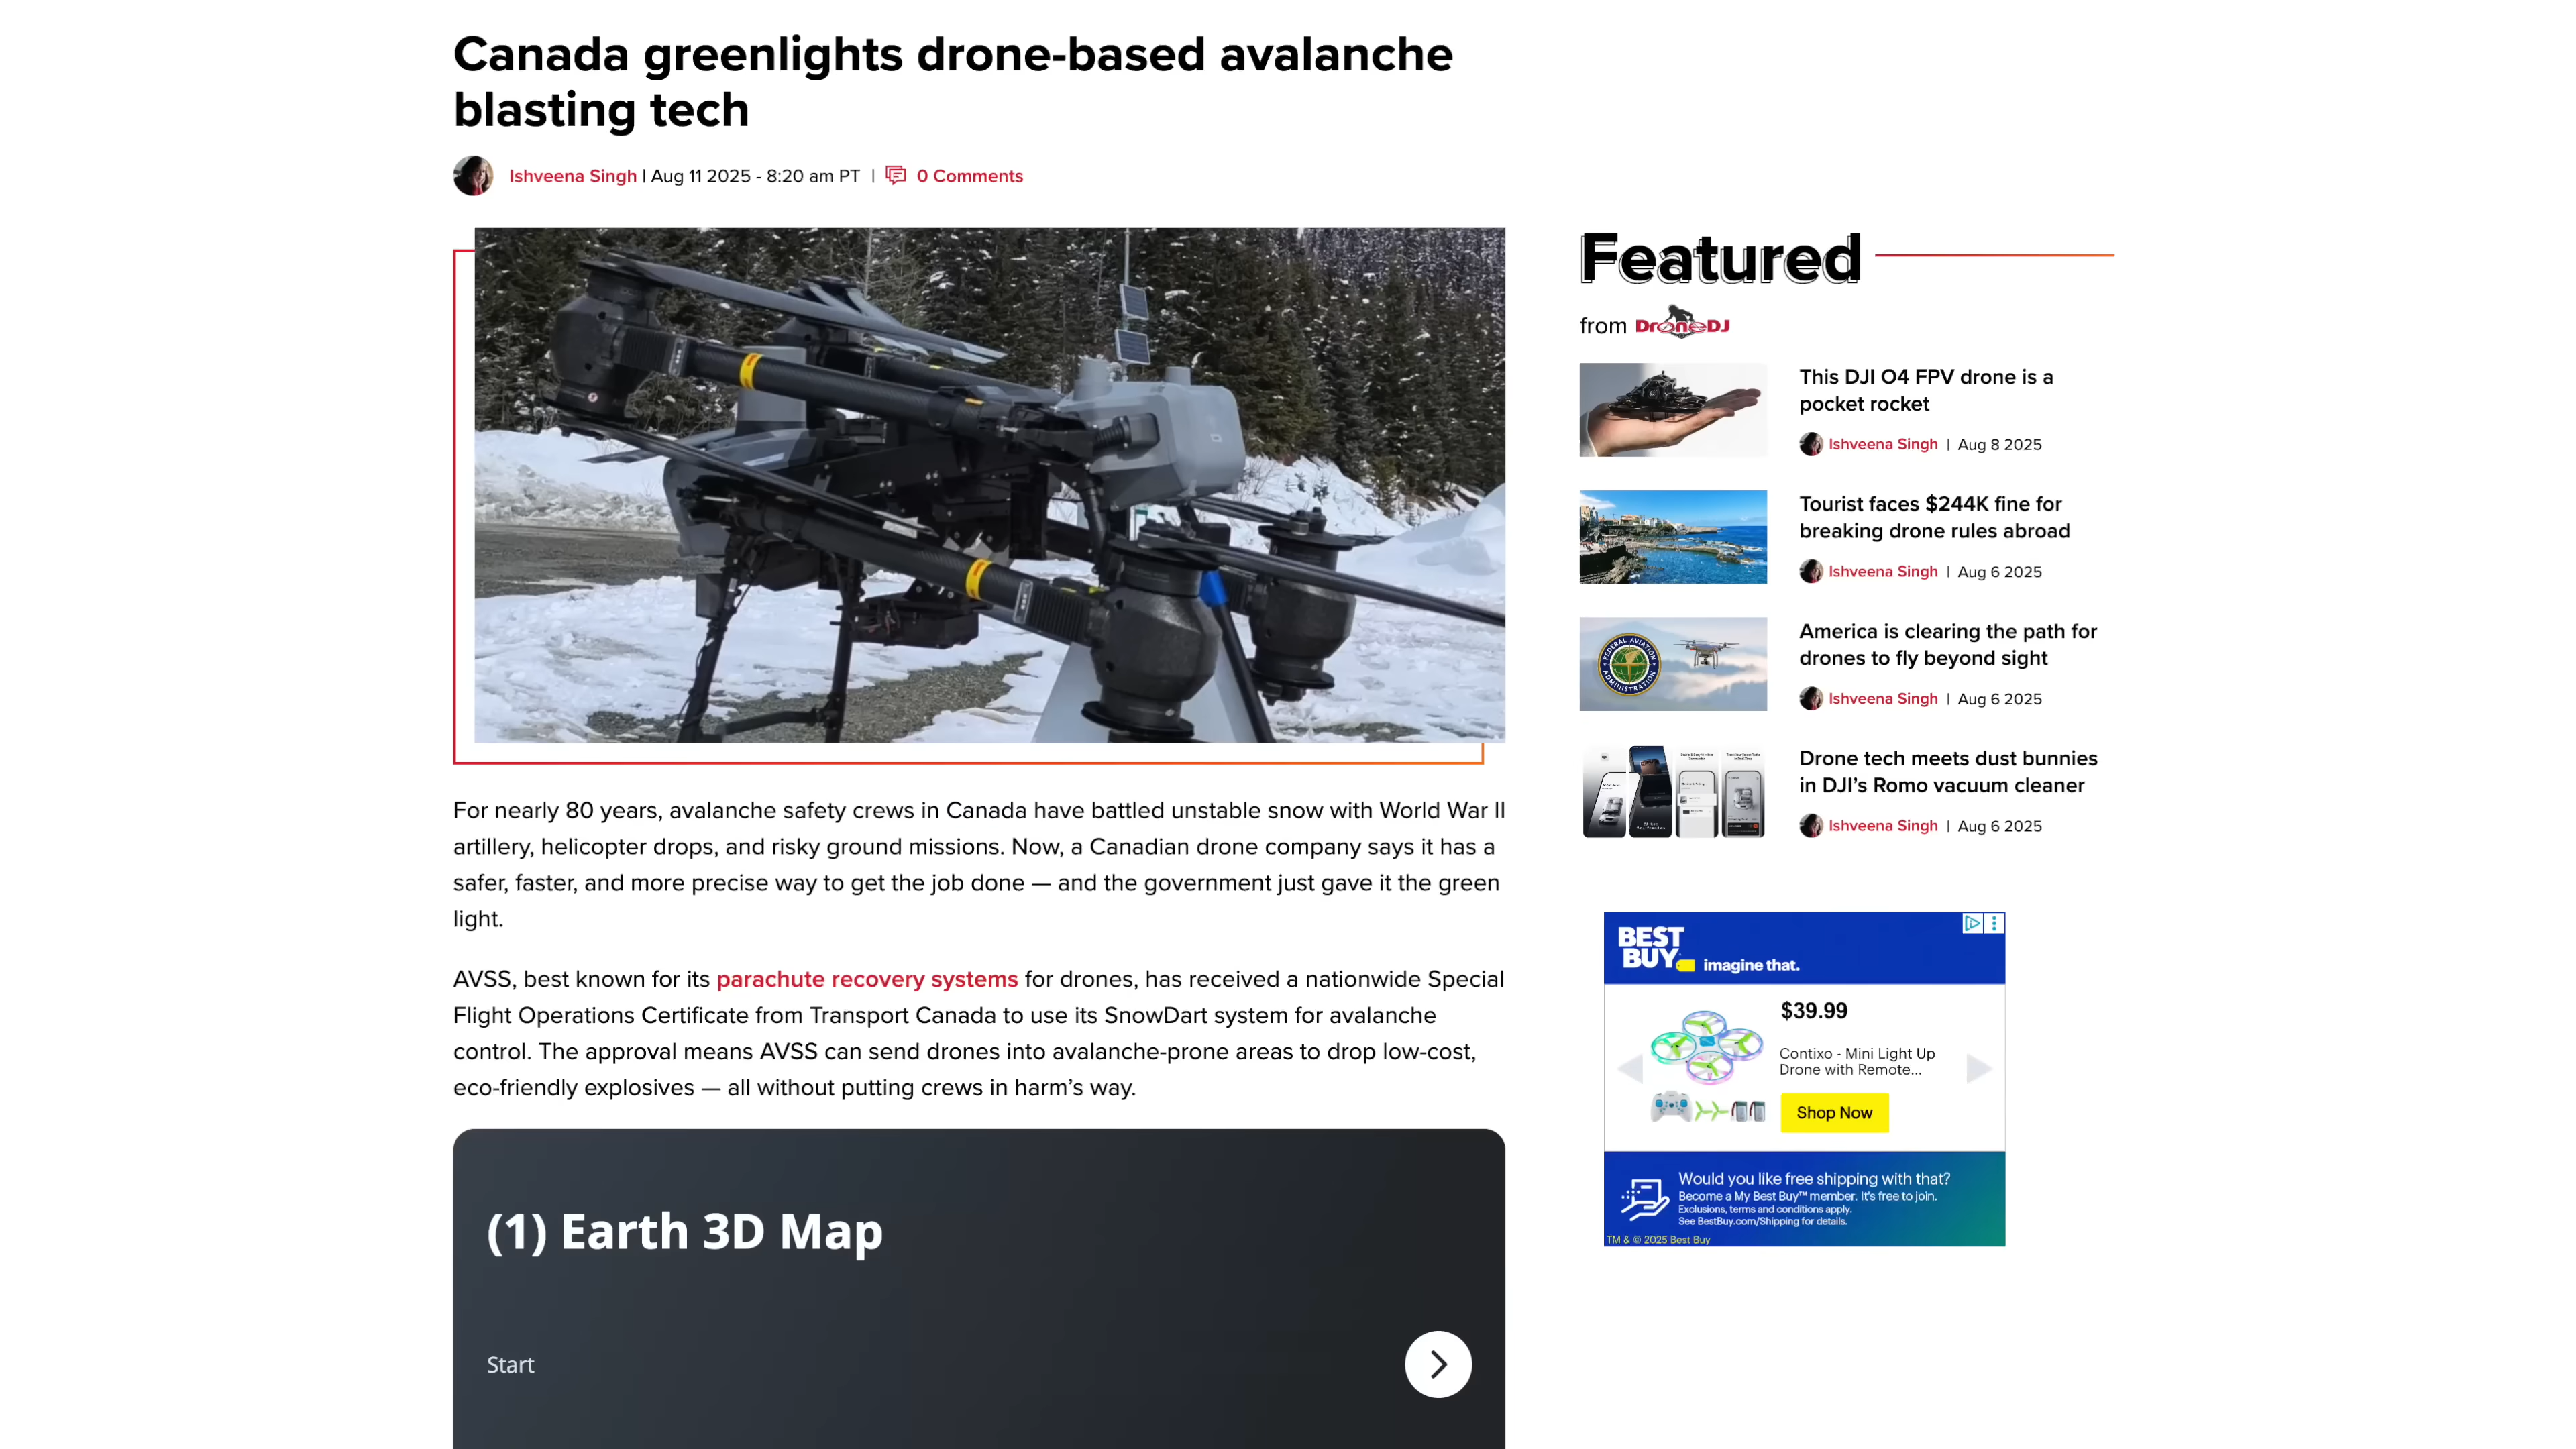 Canada greenlights drone-based avalanche
blasting tech
Ishveena Singh | Aug 11 2025 - 8:20 am PT | 0 Comments
For nearly 80 years, avalanche safety crews in Canada have battled unstable snow with World War II
artillery, helicopter drops, and risky ground missions. Now, a Canadian drone company says it has a
safer, faster, and more precise way to get the job done — and the government just gave it the green
light.
AVSS, best known for its parachute recovery systems for drones, has received a nationwide Special
Flight Operations Certificate from Transport Canada to use its SnowDart system for avalanche
control. The approval means AVSS can send drones into avalanche-prone areas to drop low-cost,
eco-friendly explosives — all without putting crews in harm’s way.
(1) Earth 3D Map
Start
Featured
from DroneDJ
This DJI O4 FPV drone is a
pocket rocket
Ishveena Singh | Aug 8 2025
Tourist faces $244K fine for
breaking drone rules abroad
Ishveena Singh | Aug 6 2025
FEDERAL AVIATION
ADMINISTRATION
America is clearing the path for
drones to fly beyond sight
Ishveena Singh | Aug 6 2025
Drone tech meets dust bunnies
in DJI’s Romo vacuum cleaner
Ishveena Singh | Aug 6 2025
BEST
BUY
imagine that.
$39.99
Contixo - Mini Light Up
Drone with Remote...
Shop Now
Would you like free shipping with that?
Become a My Best Buy™ member. It's free to join.
Exclusions, terms and conditions apply.
See BestBuy.com/Shipping for details.
TM & © 2025 Best Buy